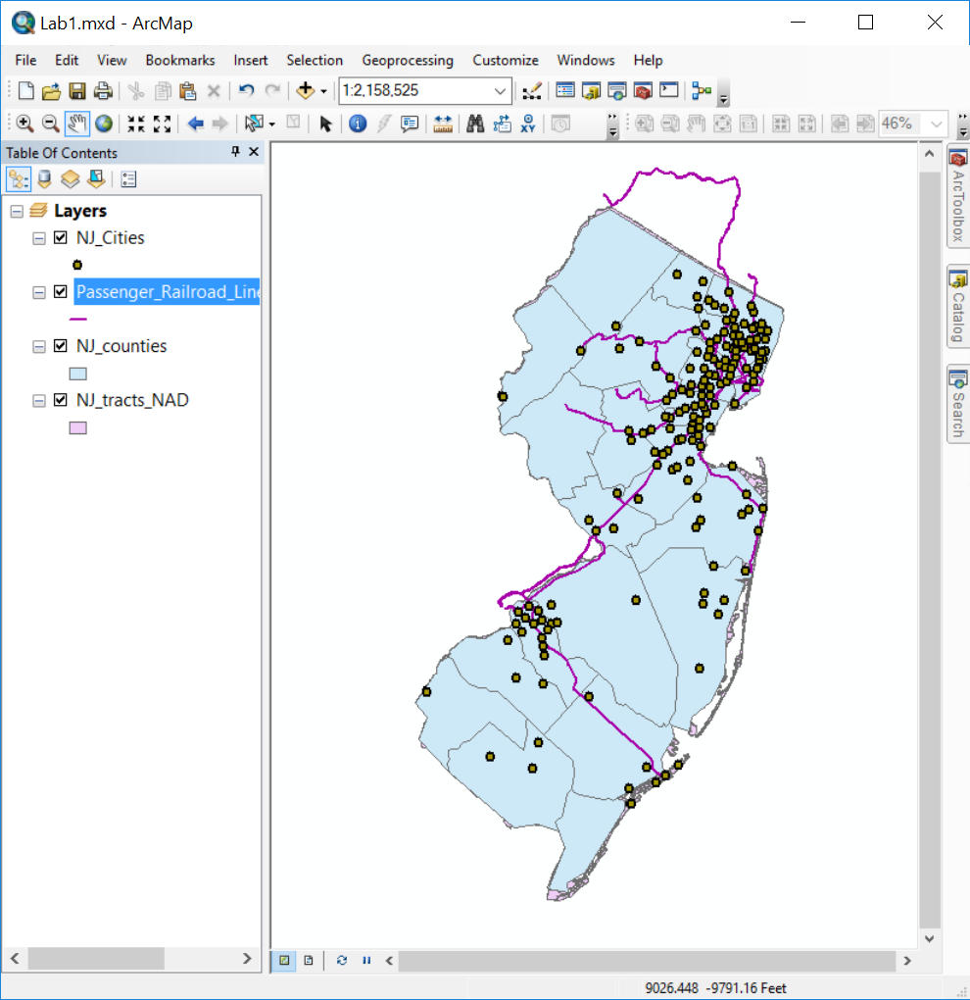 Lab1.mxd - ArcMap
File Edit View Bookmarks Insert Selection Geoprocessing Customize Windows Help
1:2,158,525
XY
46%
Table Of Contents
Layers
NJ_Cities
Passenger_Railroad_Line
NJ_counties
NJ_tracts_NAD
ArcToolbox
Catalog
Search
9026.448 -9791.16 Feet